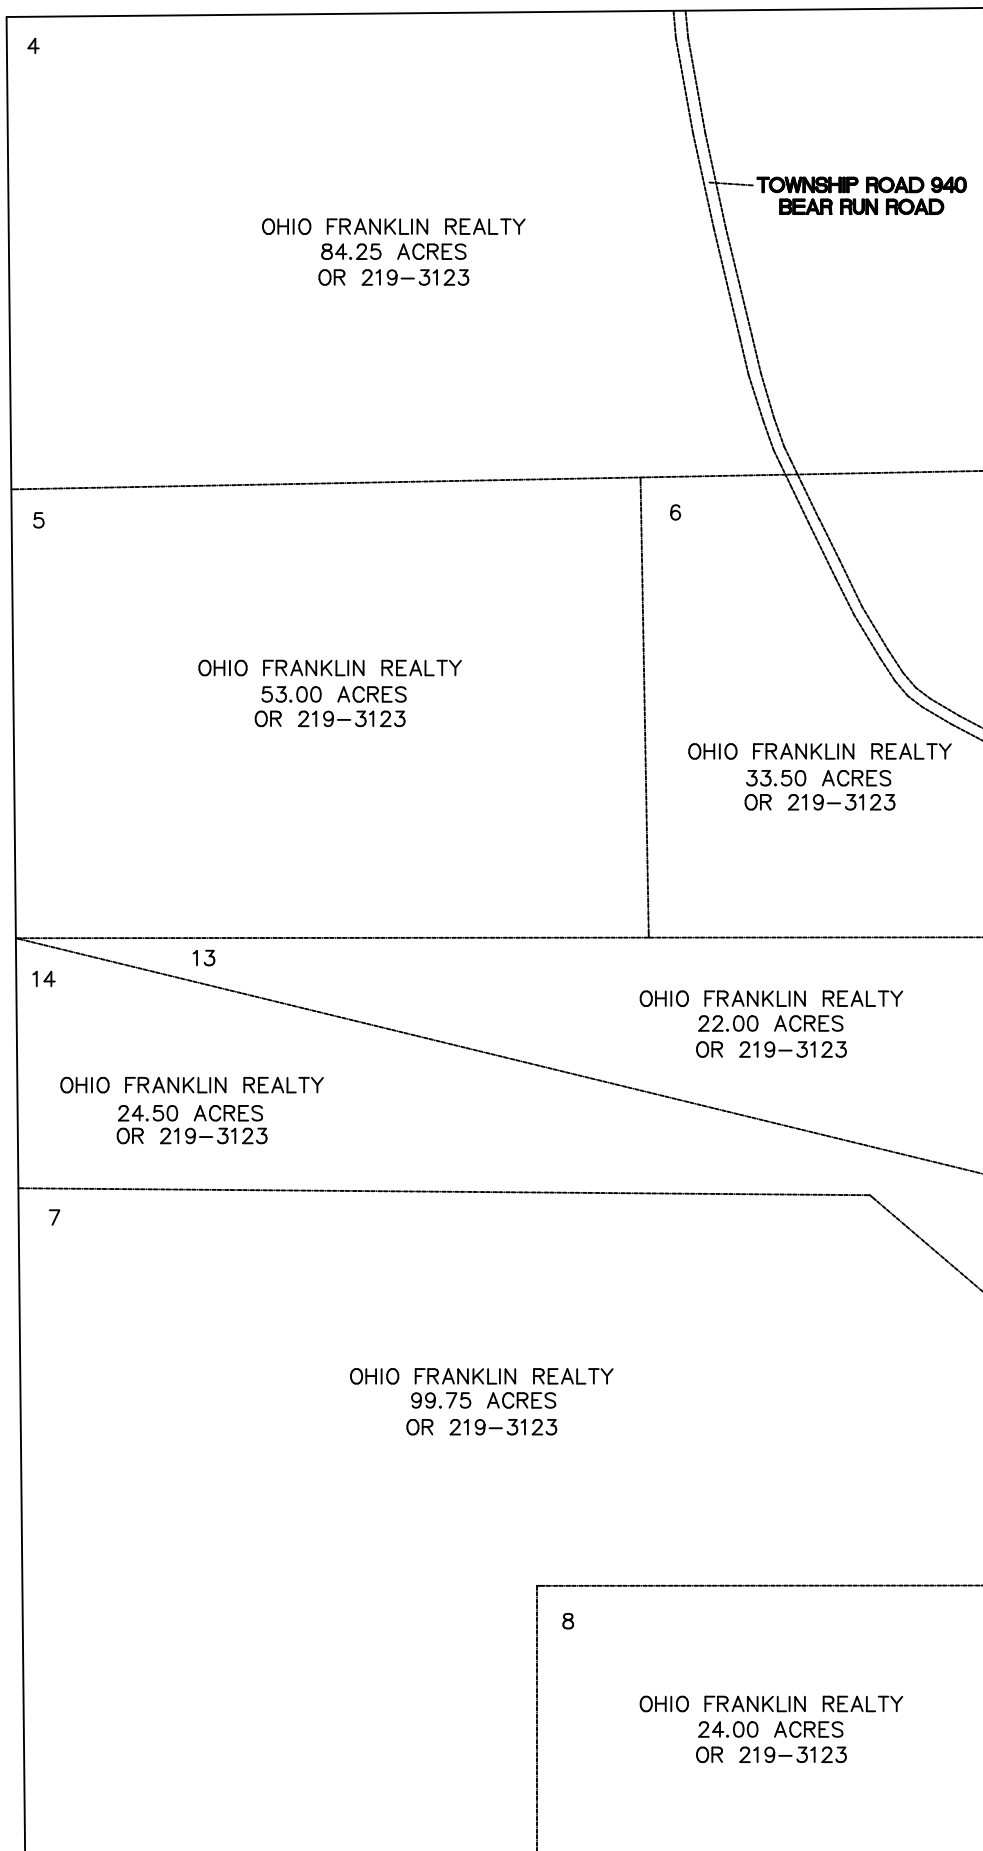 4
TOWNSHIP ROAD 940
BEAR RUN ROAD
OHIO FRANKLIN REALTY
84.25 ACRES
OR 219-3123
5
6
OHIO FRANKLIN REALTY
53.00 ACRES
OR 219-3123
OHIO FRANKLIN REALTY
33.50 ACRES
OR 219-3123
13
14
OHIO FRANKLIN REALTY
22.00 ACRES
OR 219-3123
OHIO FRANKLIN REALTY
24.50 ACRES
OR 219-3123
7
OHIO FRANKLIN REALTY
99.75 ACRES
OR 219-3123
8
OHIO FRANKLIN REALTY
24.00 ACRES
OR 219-3123